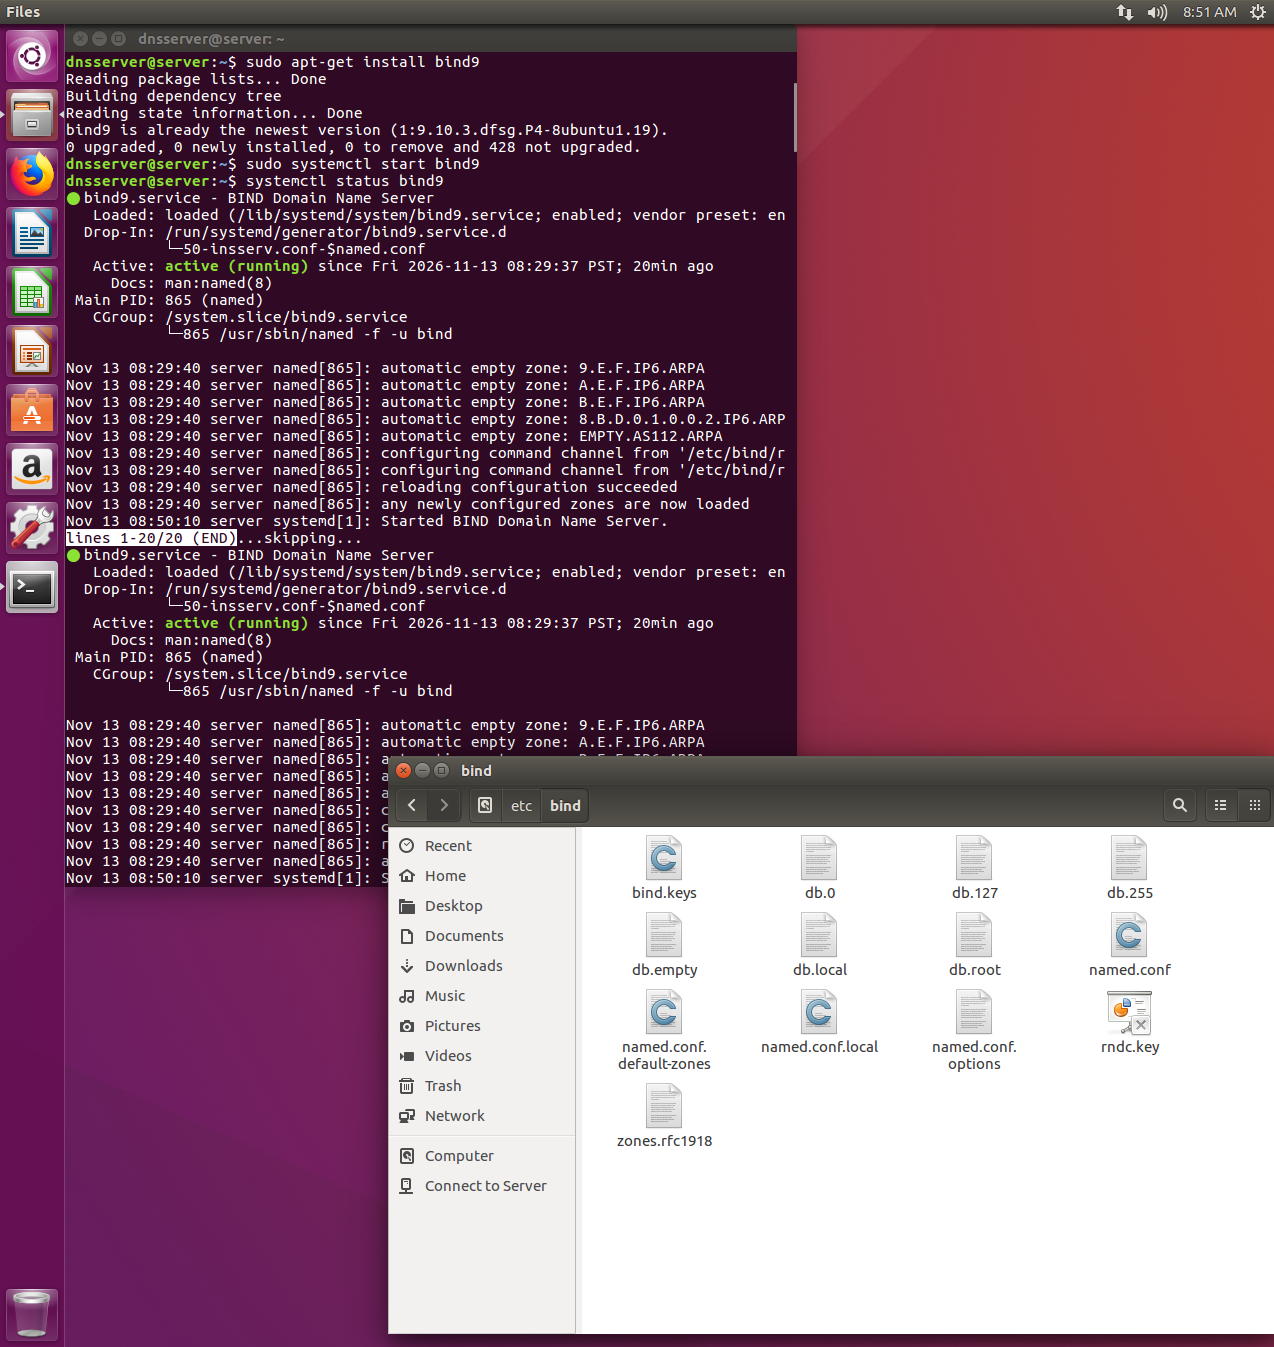 Files
8:51 AM
dnsserver@server: ~
dnsserver@server:~$ sudo apt-get install bind9
Reading package lists... Done
Building dependency tree
Reading state information... Done
bind9 is already the newest version (1:9.10.3.dfsg.P4-8ubuntu1.19).
0 upgraded, 0 newly installed, 0 to remove and 428 not upgraded.
dnsserver@server:~$ sudo systemctl start bind9
dnsserver@server:~$ systemctl status bind9
● bind9.service - BIND Domain Name Server
Loaded: loaded (/lib/systemd/system/bind9.service; enabled; vendor preset: en
Drop-In: /run/systemd/generator/bind9.service.d
└─50-insserv.conf-$named.conf
Active: active (running) since Fri 2026-11-13 08:29:37 PST; 20min ago
Docs: man:named(8)
Main PID: 865 (named)
CGroup: /system.slice/bind9.service
└─865 /usr/sbin/named -f -u bind
Nov 13 08:29:40 server named[865]: automatic empty zone: 9.E.F.IP6.ARPA
Nov 13 08:29:40 server named[865]: automatic empty zone: A.E.F.IP6.ARPA
Nov 13 08:29:40 server named[865]: automatic empty zone: B.E.F.IP6.ARPA
Nov 13 08:29:40 server named[865]: automatic empty zone: 8.B.D.0.1.0.0.2.IP6.ARP
Nov 13 08:29:40 server named[865]: automatic empty zone: EMPTY.AS112.ARPA
Nov 13 08:29:40 server named[865]: configuring command channel from '/etc/bind/r
Nov 13 08:29:40 server named[865]: configuring command channel from '/etc/bind/r
Nov 13 08:29:40 server named[865]: reloading configuration succeeded
Nov 13 08:29:40 server named[865]: any newly configured zones are now loaded
Nov 13 08:50:10 server systemd[1]: Started BIND Domain Name Server.
lines 1-20/20 (END)...skipping...
● bind9.service - BIND Domain Name Server
Loaded: loaded (/lib/systemd/system/bind9.service; enabled; vendor preset: en
Drop-In: /run/systemd/generator/bind9.service.d
└─50-insserv.conf-$named.conf
Active: active (running) since Fri 2026-11-13 08:29:37 PST; 20min ago
Docs: man:named(8)
Main PID: 865 (named)
CGroup: /system.slice/bind9.service
└─865 /usr/sbin/named -f -u bind
Nov 13 08:29:40 server named[865]: automatic empty zone: 9.E.F.IP6.ARPA
Nov 13 08:29:40 server named[865]: automatic empty zone: A.E.F.IP6.ARPA
Nov 13 08:29:40 server named[865]: a
Nov 13 08:29:40 server named[865]: a
Nov 13 08:29:40 server named[865]: a
Nov 13 08:29:40 server named[865]: c
Nov 13 08:29:40 server named[865]: c
Nov 13 08:29:40 server named[865]: r
Nov 13 08:29:40 server named[865]: a
Nov 13 08:50:10 server systemd[1]: S
bind
etc bind
Recent
Home
Desktop
Documents
Downloads
Music
Pictures
Videos
Trash
Network
Computer
Connect to Server
bind.keys db.0 db.127 db.255
db.empty db.local db.root named.conf
named.conf.default-zones named.conf.local named.conf.options rndc.key
zones.rfc1918